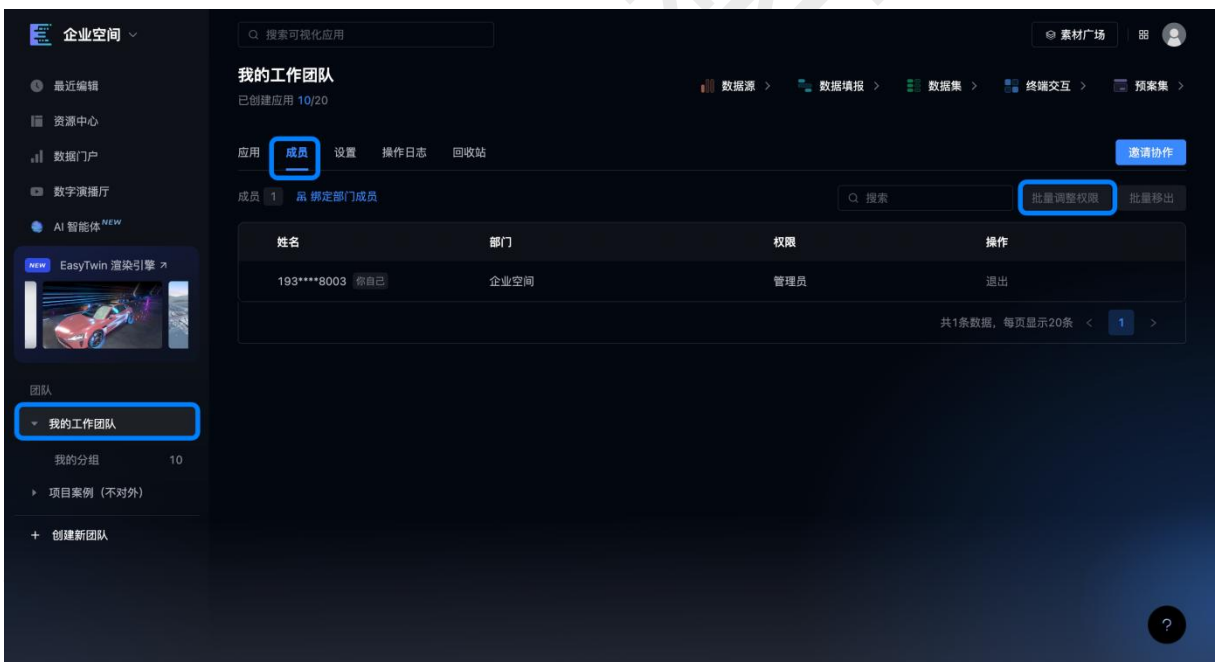 企业空间
搜索可视化应用
素材广场
最近编辑
资源中心
数据门户
数字演播厅
AI 智能体 NEW
NEW EasyTwin 渲染引擎
团队
我的工作团队
我的分组 10
项目案例（不对外）
+ 创建新团队
我的工作团队
已创建应用 10/20
数据源 >
数据填报 >
数据集 >
终端交互 >
预案集 >
应用 成员 设置 操作日志 回收站
邀请协作
成员 1 绑定部门成员
搜索
批量调整权限
批量移出
姓名 部门 权限 操作
193****8003 你自己 企业空间 管理员 退出
共1条数据，每页显示20条 < 1 >
?